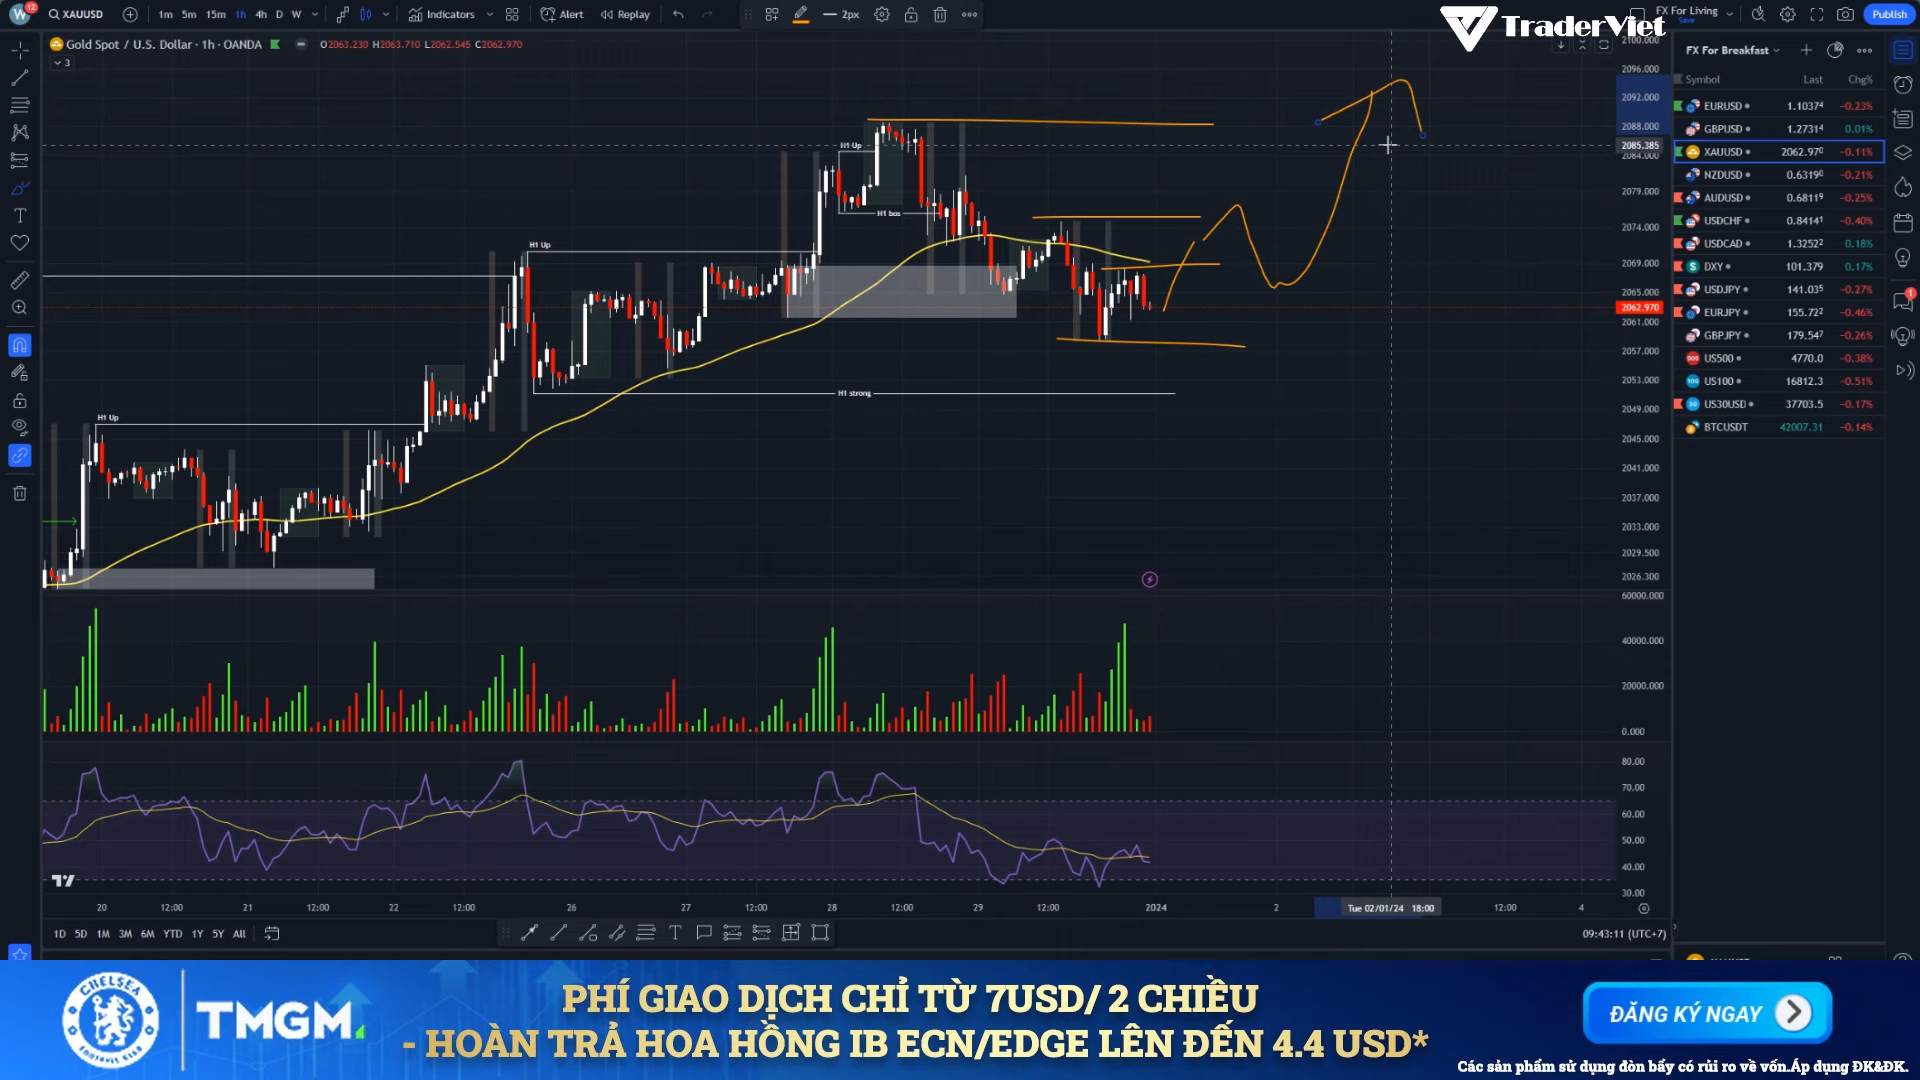 W 12 XAUUSD 1m 5m 15m 1h 4h D W Indicators Alert Replay 2px FX For Living Save Publish
TraderViet
Gold Spot / U.S. Dollar · 1h · OANDA O2063.230 H2063.710 L2062.545 C2062.970
3
H1 Up
H1 bos
H1 Up
H1 strong
H1 Up
2100.000
2096.000
2092.000
2088.000
2085.385
2084.000
2079.000
2074.000
2069.000
2065.000
2062.970
2061.000
2057.000
2053.000
2049.000
2045.000
2041.000
2037.000
2033.000
2029.500
2026.300
60000.000
40000.000
20000.000
0.000
80.00
70.00
60.00
50.00
40.00
30.00
20 12:00 21 12:00 22 12:00 26 27 12:00 28 12:00 29 12:00 2024 2 Tue 02/01/24 18:00 12:00 4
1D 5D 1M 3M 6M YTD 1Y 5Y All
09:43:11 (UTC+7)
FX For Breakfast
Symbol Last Chg%
EURUSD 1.10374 -0.23%
GBPUSD 1.27314 0.01%
XAUUSD 2062.970 -0.11%
NZDUSD 0.63190 -0.21%
AUDUSD 0.68119 -0.25%
USDCHF 0.84141 -0.40%
USDCAD 1.32522 0.18%
DXY 101.379 0.17%
USDJPY 141.035 -0.27%
EURJPY 155.722 -0.46%
GBPJPY 179.547 -0.26%
US500 4770.0 -0.38%
US100 16812.3 -0.51%
US30USD 37703.5 -0.17%
BTCUSDT 42007.31 -0.14%
CHELSEA
FOOTBALL CLUB
TMGM
PHÍ GIAO DỊCH CHỈ TỪ 7USD/ 2 CHIỀU
- HOÀN TRẢ HOA HỒNG IB ECN/EDGE LÊN ĐẾN 4.4 USD*
ĐĂNG KÝ NGAY
Các sản phẩm sử dụng đòn bẩy có rủi ro về vốn.Áp dụng ĐK&ĐK.